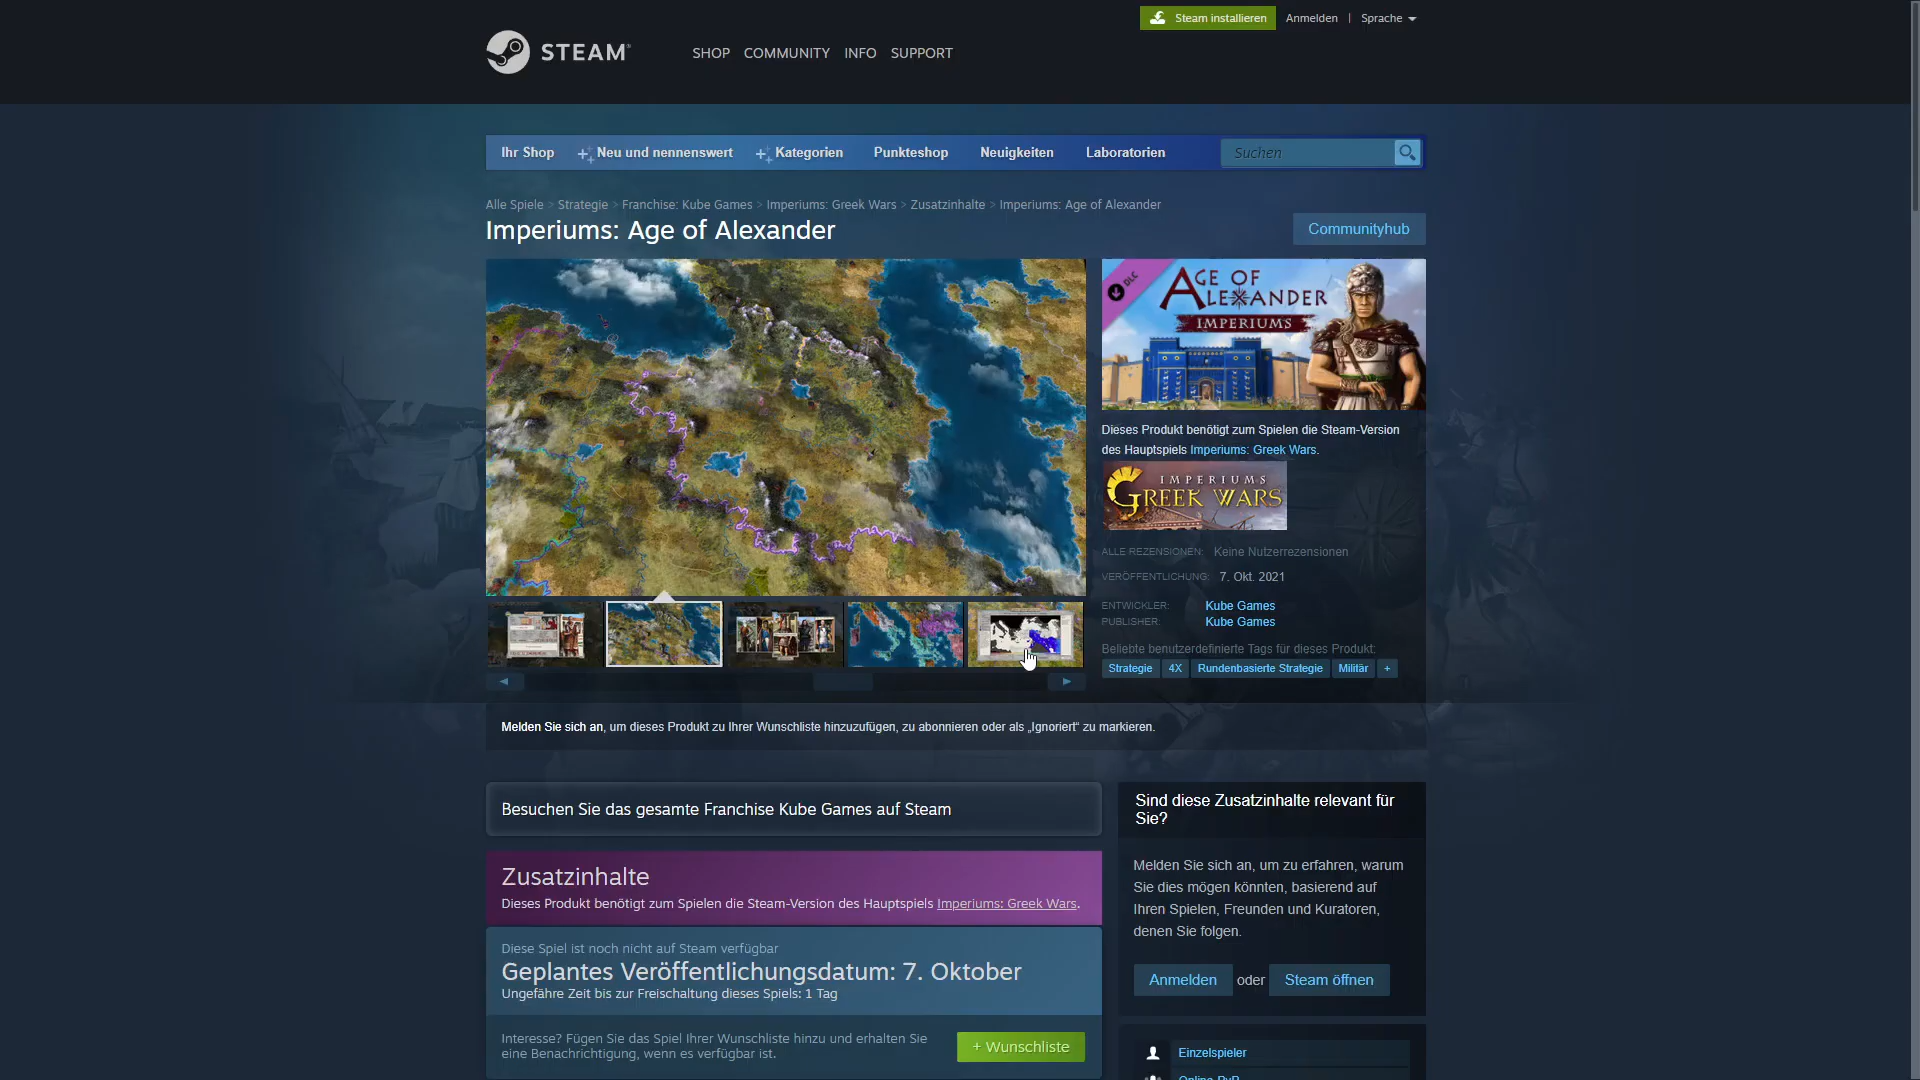 Steam installieren Anmelden | Sprache
STEAM®
SHOP COMMUNITY INFO SUPPORT
Ihr Shop Neu und nennenswert Kategorien Punkteshop Neuigkeiten Laboratorien Suchen
Alle Spiele > Strategie > Franchise: Kube Games > Imperiums: Greek Wars > Zusatzinhalte > Imperiums: Age of Alexander
Imperiums: Age of Alexander
Communityhub
DLC
AGE OF
ALEXANDER
IMPERIUMS
Dieses Produkt benötigt zum Spielen die Steam-Version
des Hauptspiels Imperiums: Greek Wars.
IMPERIUMS
GREEK WARS
ALLE REZENSIONEN: Keine Nutzerrezensionen
VERÖFFENTLICHUNG: 7. Okt. 2021
ENTWICKLER: Kube Games
PUBLISHER: Kube Games
Beliebte benutzerdefinierte Tags für dieses Produkt:
Strategie 4X Rundenbasierte Strategie Militär +
Melden Sie sich an, um dieses Produkt zu Ihrer Wunschliste hinzuzufügen, zu abonnieren oder als „Ignoriert“ zu markieren.
Besuchen Sie das gesamte Franchise Kube Games auf Steam
Zusatzinhalte
Dieses Produkt benötigt zum Spielen die Steam-Version des Hauptspiels Imperiums: Greek Wars.
Diese Spiel ist noch nicht auf Steam verfügbar
Geplantes Veröffentlichungsdatum: 7. Oktober
Ungefähre Zeit bis zur Freischaltung dieses Spiels: 1 Tag
Interesse? Fügen Sie das Spiel Ihrer Wunschliste hinzu und erhalten Sie
eine Benachrichtigung, wenn es verfügbar ist.
+ Wunschliste
Sind diese Zusatzinhalte relevant für
Sie?
Melden Sie sich an, um zu erfahren, warum
Sie dies mögen könnten, basierend auf
Ihren Spielen, Freunden und Kuratoren,
denen Sie folgen.
Anmelden oder Steam öffnen
Einzelspieler
Online-PvP